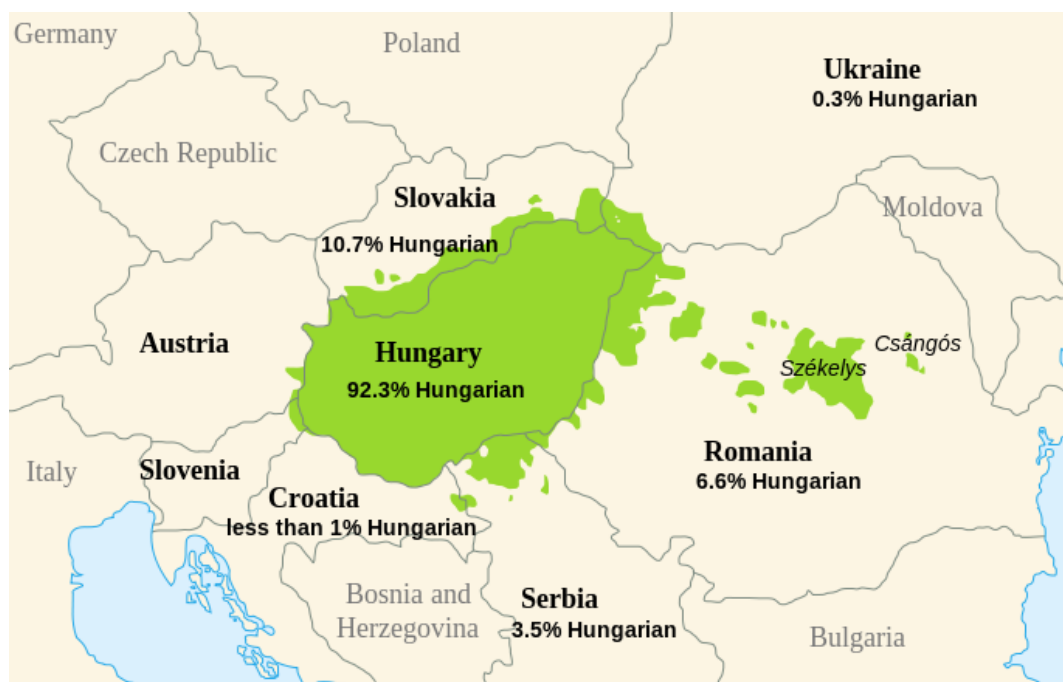 Germany
Poland
Ukraine
0.3% Hungarian
Czech Republic
Slovakia
Moldova
10.7% Hungarian
Austria
Hungary
92.3% Hungarian
Csángós
Székelys
Romania
6.6% Hungarian
Italy
Slovenia
Croatia
less than 1% Hungarian
Bosnia and
Herzegovina
Serbia
3.5% Hungarian
Bulgaria